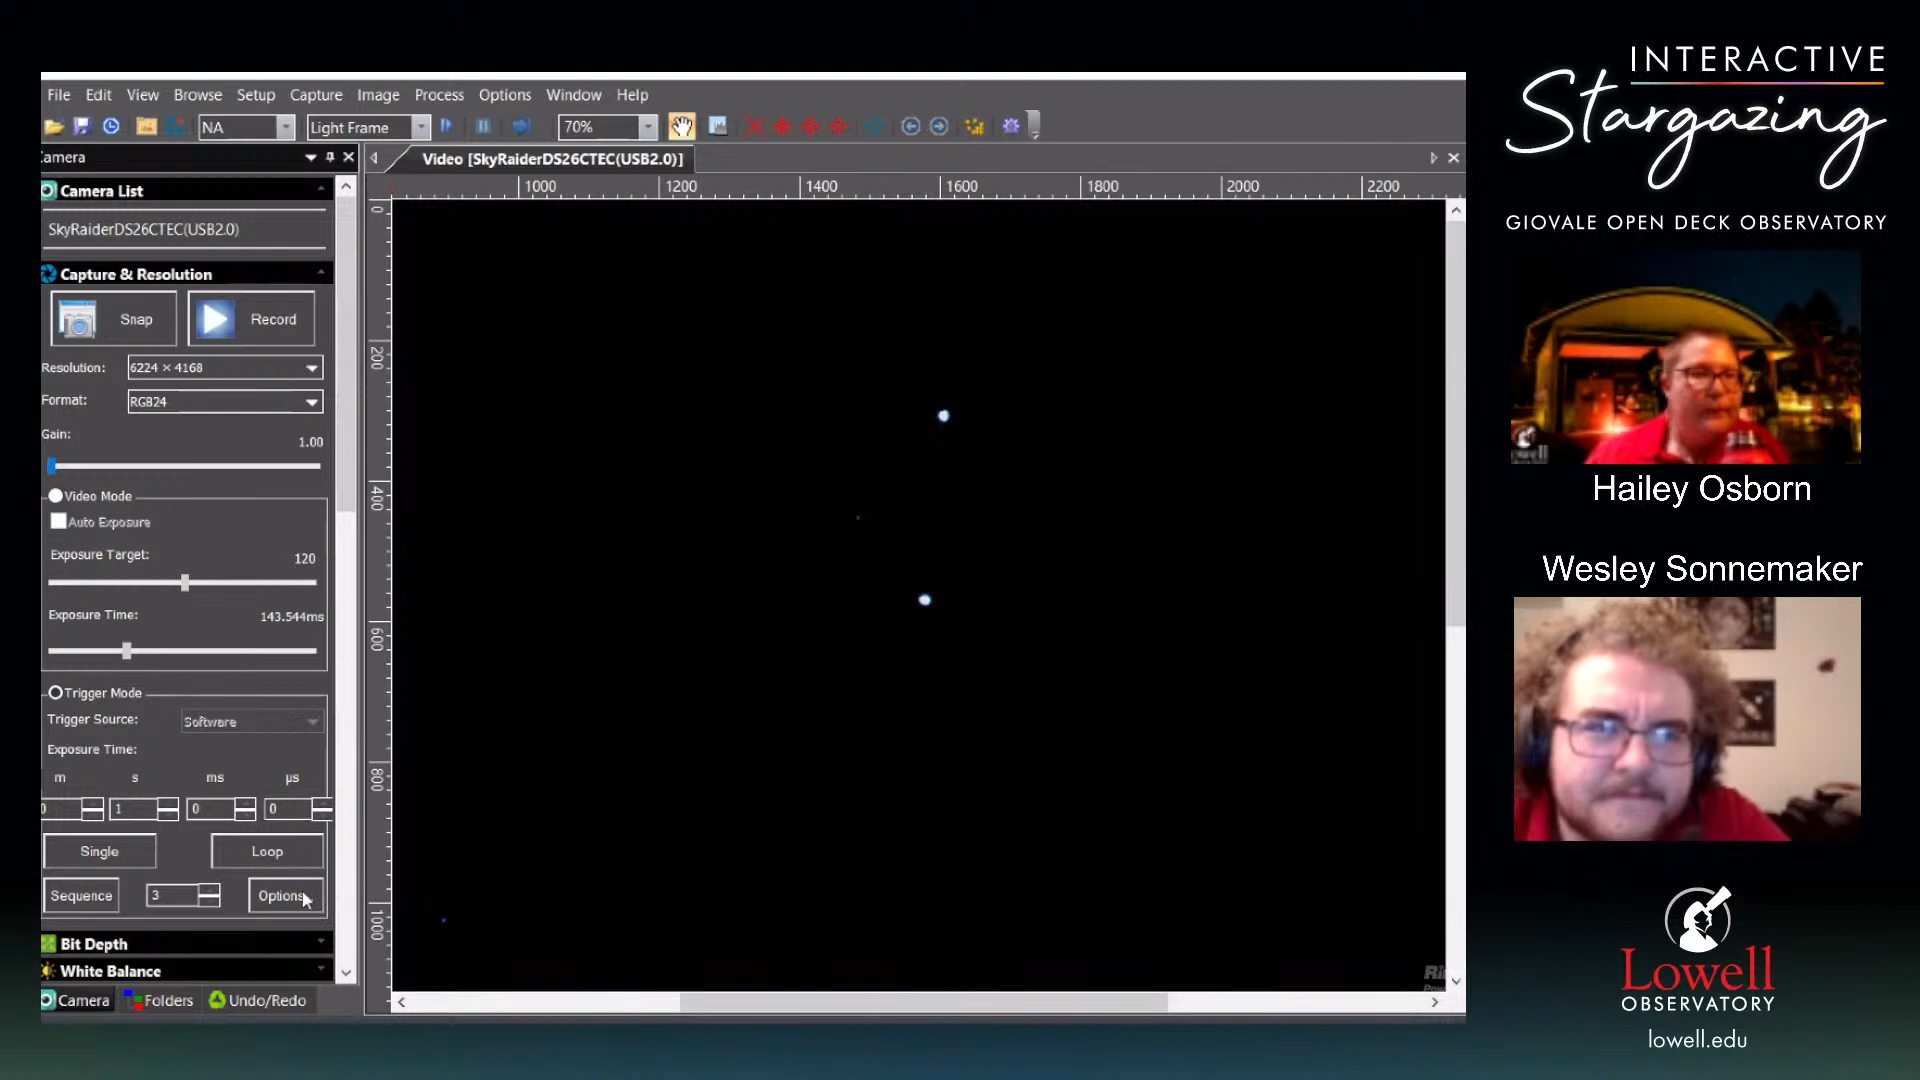 File Edit View Browse Setup Capture Image Process Options Window Help
NA Light Frame 70%
Camera
Video [SkyRaiderDS26CTEC(USB2.0)]
Camera List
SkyRaiderDS26CTEC(USB2.0)
1000 1200 1400 1600 1800 2000 2200
0
200
400
600
800
1000
Capture & Resolution
Snap Record
Resolution: 6224 × 4168
Format: RGB24
Gain: 1.00
Video Mode
Auto Exposure
Exposure Target: 120
Exposure Time: 143.544ms
Trigger Mode
Trigger Source: Software
Exposure Time:
m s ms µs
0 1 0 0
Single Loop
Sequence 3 Options
Bit Depth
White Balance
Camera Folders Undo/Redo
INTERACTIVE
Stargazing
GIOVALE OPEN DECK OBSERVATORY
Hailey Osborn
Wesley Sonnemaker
Lowell
OBSERVATORY
lowell.edu